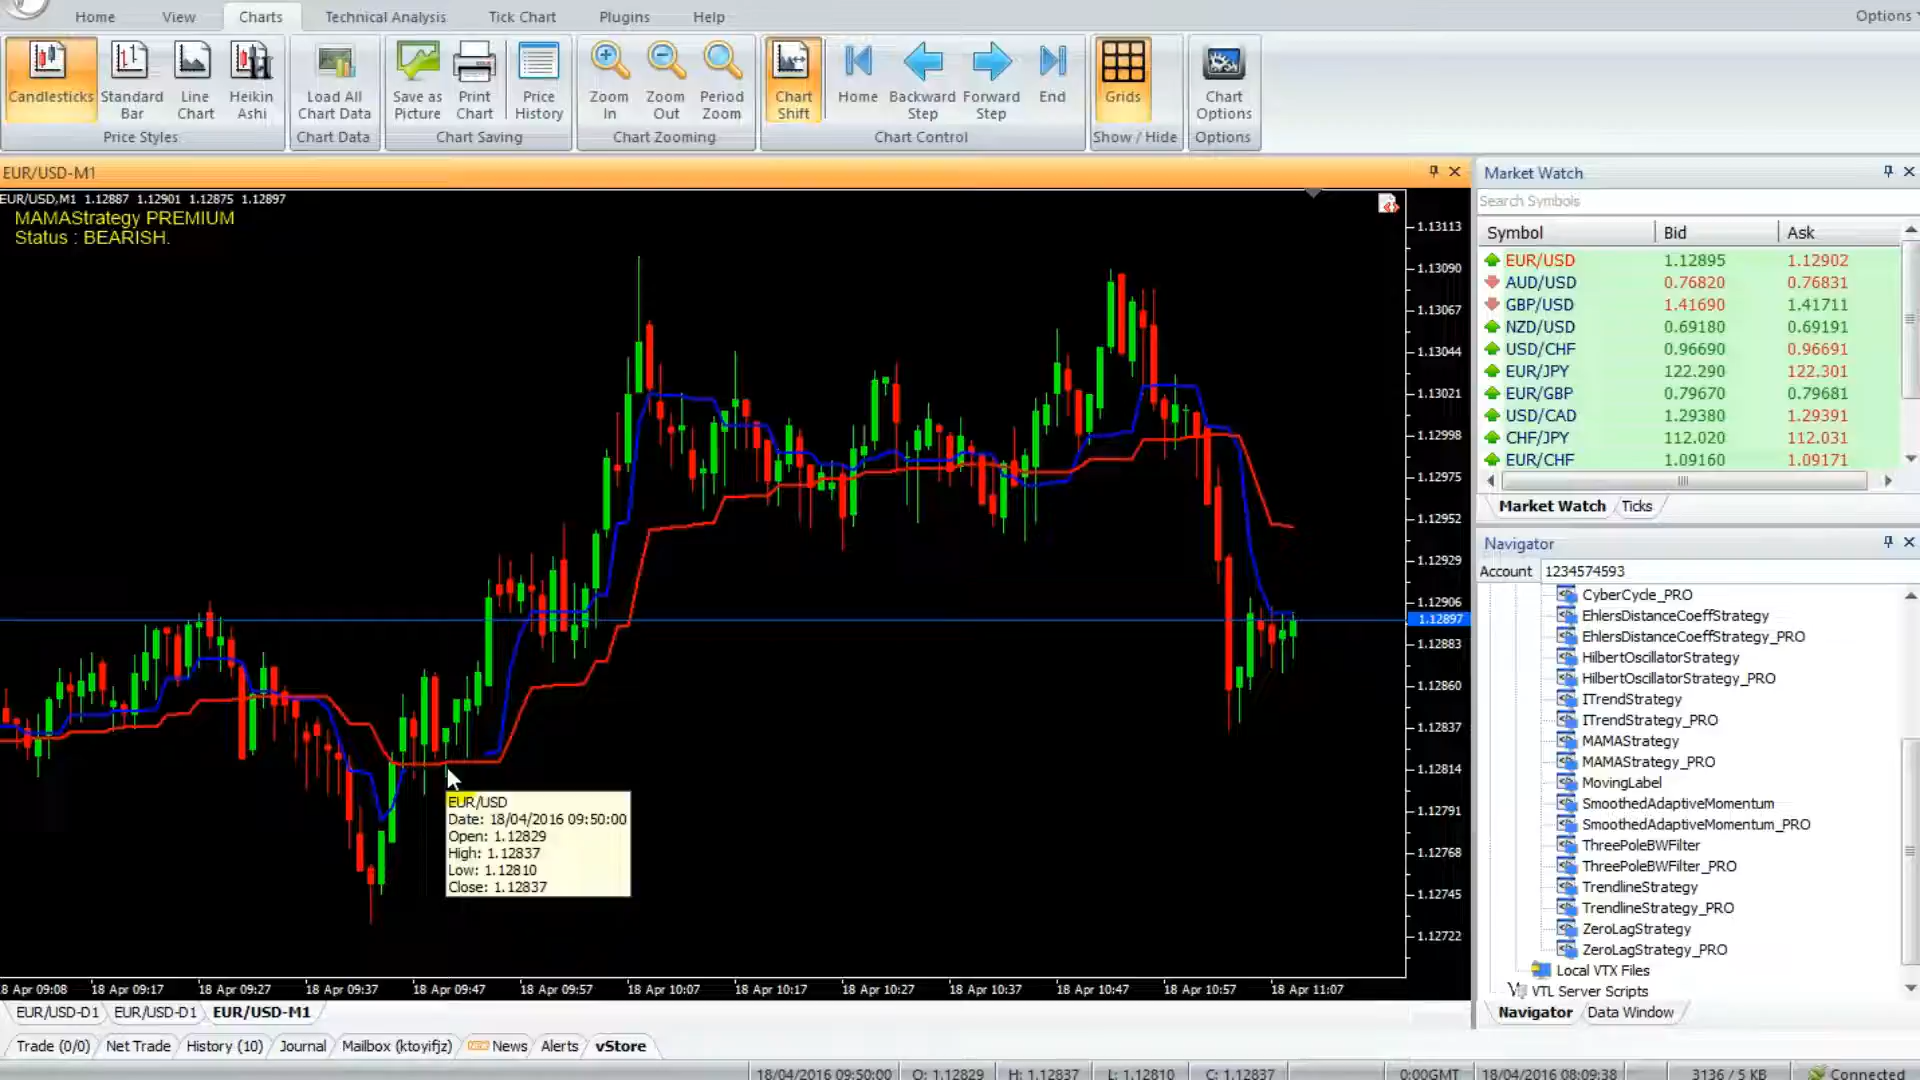 Home View Charts Technical Analysis Tick Chart Plugins Help Options
Candlesticks Standard Bar Line Chart Heikin Ashi
Price Styles
Load All Chart Data
Chart Data
Save as Picture Print Chart Price History
Chart Saving
Zoom In Zoom Out Period Zoom
Chart Zooming
Chart Shift Home Backward Step Forward Step End
Chart Control
Grids
Show / Hide
Chart Options
Options
EUR/USD-M1
EUR/USD,M1 1.12887 1.12901 1.12875 1.12897
MAMAStrategy PREMIUM
Status : BEARISH.
1.13113
1.13090
1.13067
1.13044
1.13021
1.12998
1.12975
1.12952
1.12929
1.12906
1.12897
1.12883
1.12860
1.12837
1.12814
1.12791
1.12768
1.12745
1.12722
EUR/USD
Date: 18/04/2016 09:50:00
Open: 1.12829
High: 1.12837
Low: 1.12810
Close: 1.12837
8 Apr 09:08 18 Apr 09:17 18 Apr 09:27 18 Apr 09:37 18 Apr 09:47 18 Apr 09:57 18 Apr 10:07 18 Apr 10:17 18 Apr 10:27 18 Apr 10:37 18 Apr 10:47 18 Apr 10:57 18 Apr 11:07
EUR/USD-D1 EUR/USD-D1 EUR/USD-M1
Market Watch
Search Symbols
Symbol Bid Ask
EUR/USD 1.12895 1.12902
AUD/USD 0.76820 0.76831
GBP/USD 1.41690 1.41711
NZD/USD 0.69180 0.69191
USD/CHF 0.96690 0.96691
EUR/JPY 122.290 122.301
EUR/GBP 0.79670 0.79681
USD/CAD 1.29380 1.29391
CHF/JPY 112.020 112.031
EUR/CHF 1.09160 1.09171
Market Watch Ticks
Navigator
Account 1234574593
CyberCycle_PRO
EhlersDistanceCoeffStrategy
EhlersDistanceCoeffStrategy_PRO
HilbertOscillatorStrategy
HilbertOscillatorStrategy_PRO
ITrendStrategy
ITrendStrategy_PRO
MAMAStrategy
MAMAStrategy_PRO
MovingLabel
SmoothedAdaptiveMomentum
SmoothedAdaptiveMomentum_PRO
ThreePoleBWFilter
ThreePoleBWFilter_PRO
TrendlineStrategy
TrendlineStrategy_PRO
ZeroLagStrategy
ZeroLagStrategy_PRO
Local VTX Files
VTL Server Scripts
Navigator Data Window
Trade (0/0) Net Trade History (10) Journal Mailbox (ktoyifjz) News Alerts vStore
18/04/2016 09:50:00 O: 1.12829 H: 1.12837 L: 1.12810 C: 1.12837 0:00GMT 18/04/2016 08:09:38 3136 / 5 KB Connected